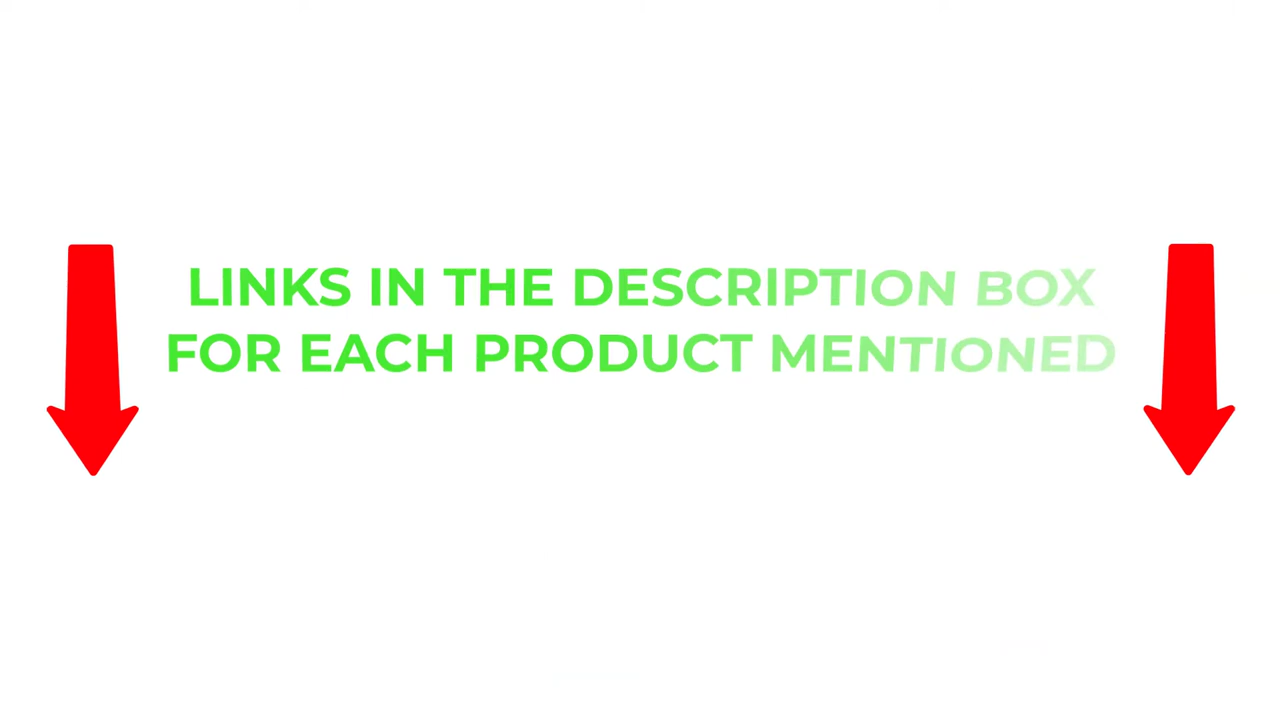 LINKS IN THE DESCRIPTION BOX
FOR EACH PRODUCT MENTIONED